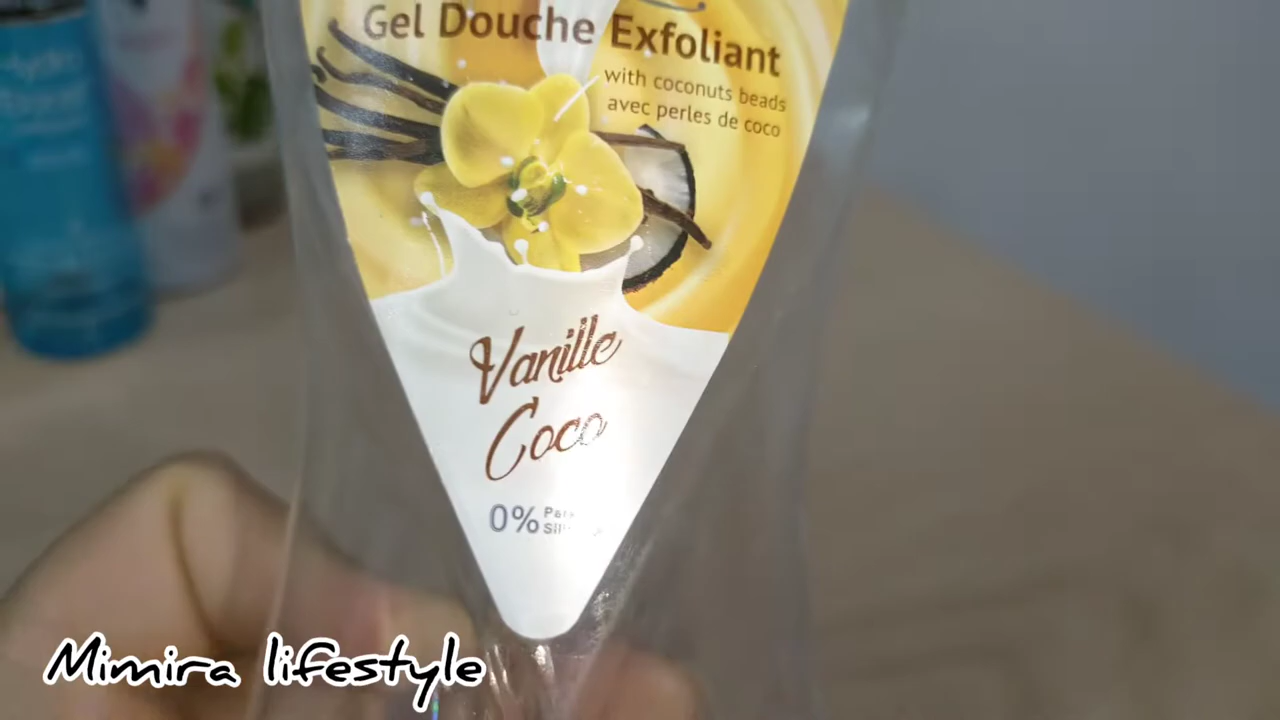 Gel Douche Exfoliant
with coconuts beads
avec perles de coco
Vanille
Coco
0%
Mimira lifestyle